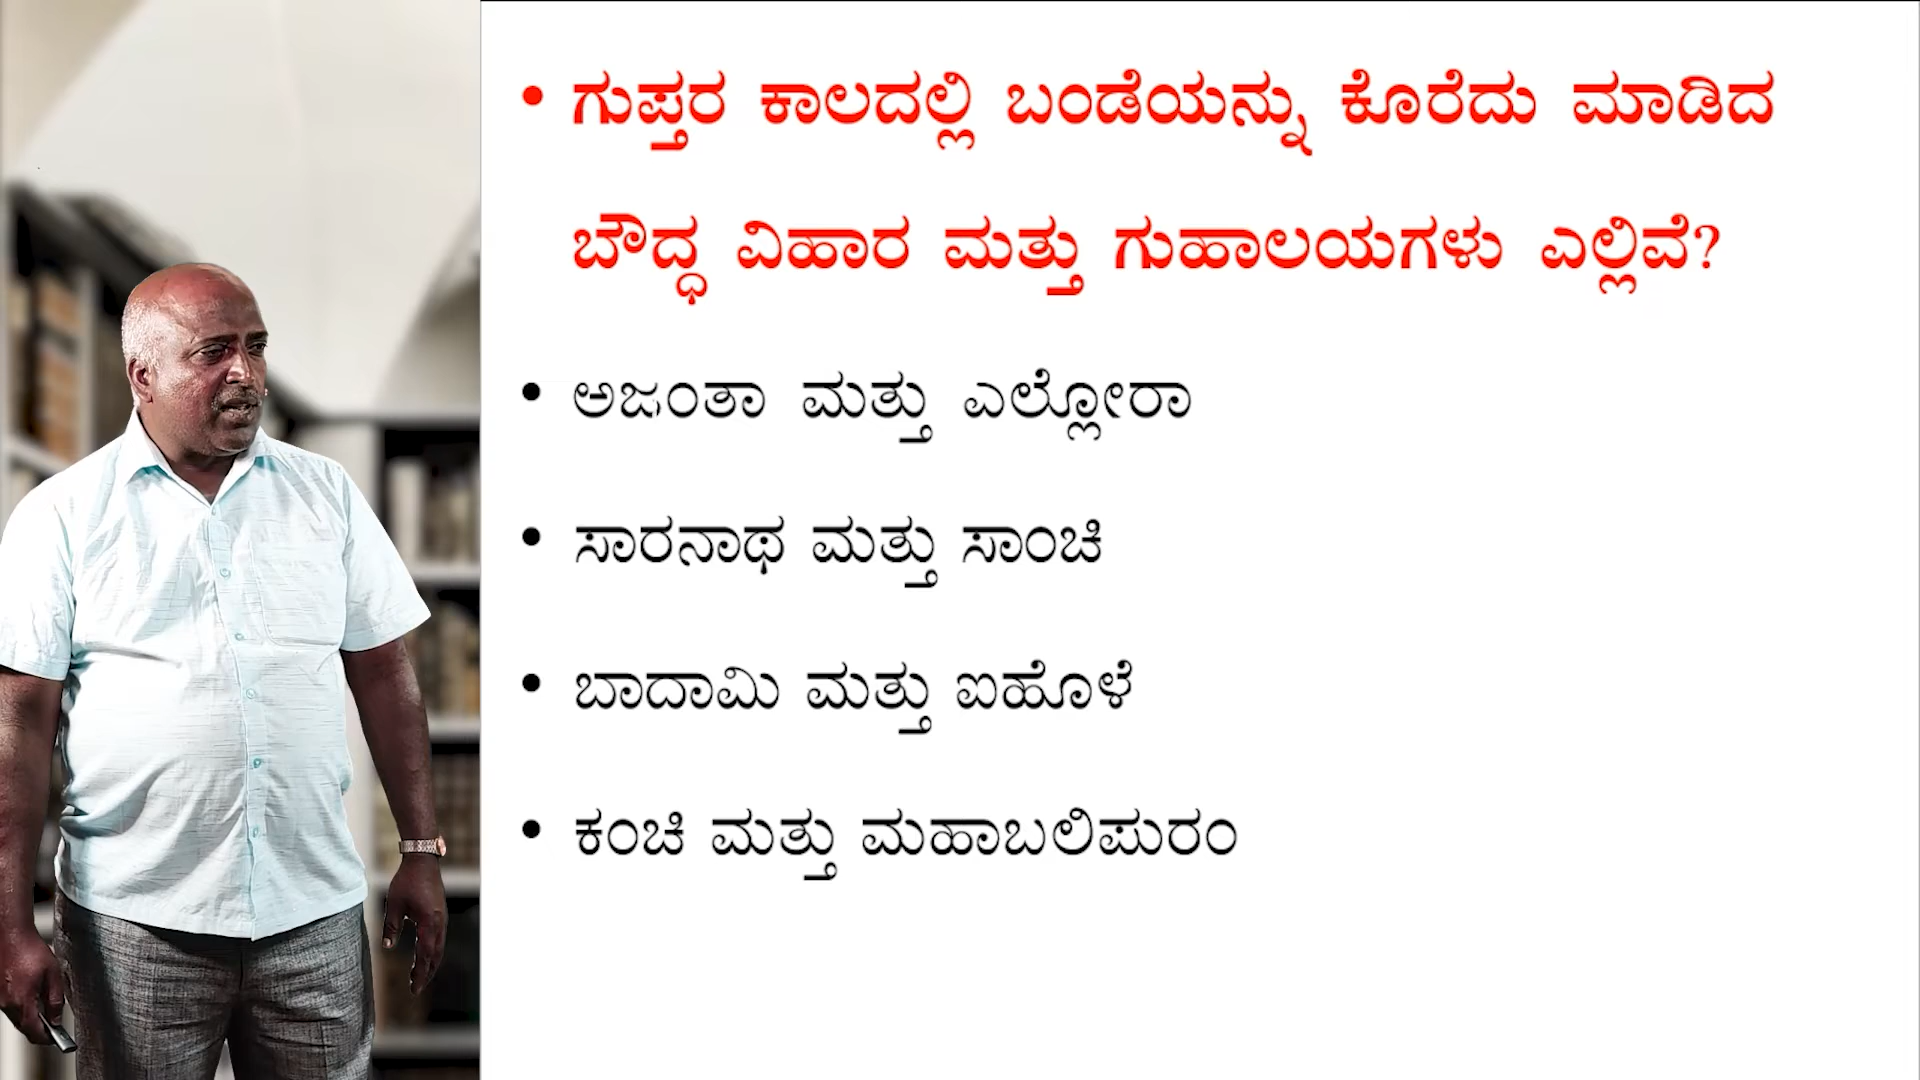 • ಗುಪ್ತರ ಕಾಲದಲ್ಲಿ ಬಂಡೆಯನ್ನು ಕೊರೆದು ಮಾಡಿದ
ಬೌದ್ಧ ವಿಹಾರ ಮತ್ತು ಗುಹಾಲಯಗಳು ಎಲ್ಲಿವೆ?
• ಅಜಂತಾ ಮತ್ತು ಎಲ್ಲೋರಾ
• ಸಾರನಾಥ ಮತ್ತು ಸಾಂಚಿ
• ಬಾದಾಮಿ ಮತ್ತು ಐಹೊಳೆ
• ಕಂಚಿ ಮತ್ತು ಮಹಾಬಲಿಪುರಂ